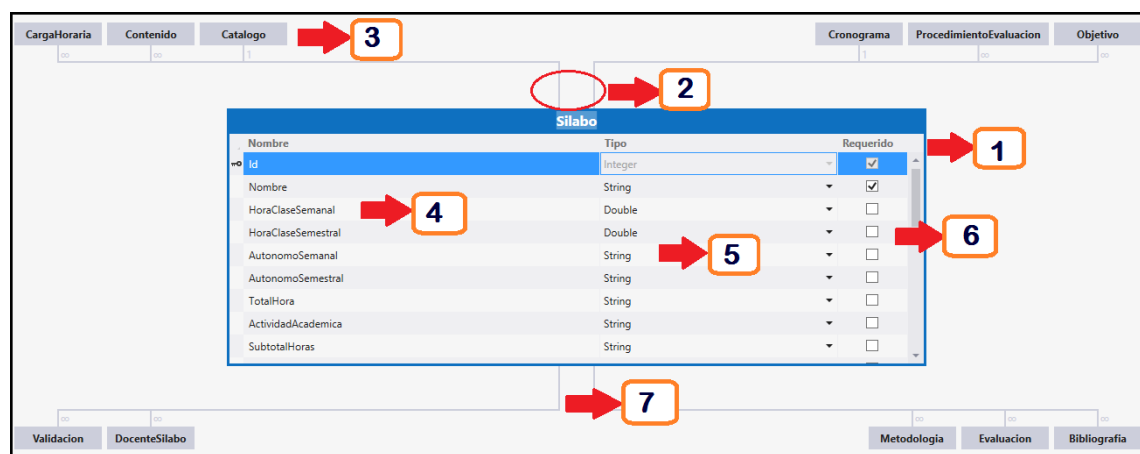 CargaHoraria Contenido Catalogo 3 Cronograma ProcedimientoEvaluacion Objetivo
∞ ∞ 1 1 ∞ ∞
2
Silabo
Nombre Tipo Requerido
1
Id Integer
Nombre String
HoraClaseSemanal Double
4
HoraClaseSemestral Double
6
AutonomoSemanal String
5
AutonomoSemestral String
TotalHora String
ActividadAcademica String
SubtotalHoras String
7
∞ ∞ ∞ ∞ ∞
Validacion DocenteSilabo Metodologia Evaluacion Bibliografia